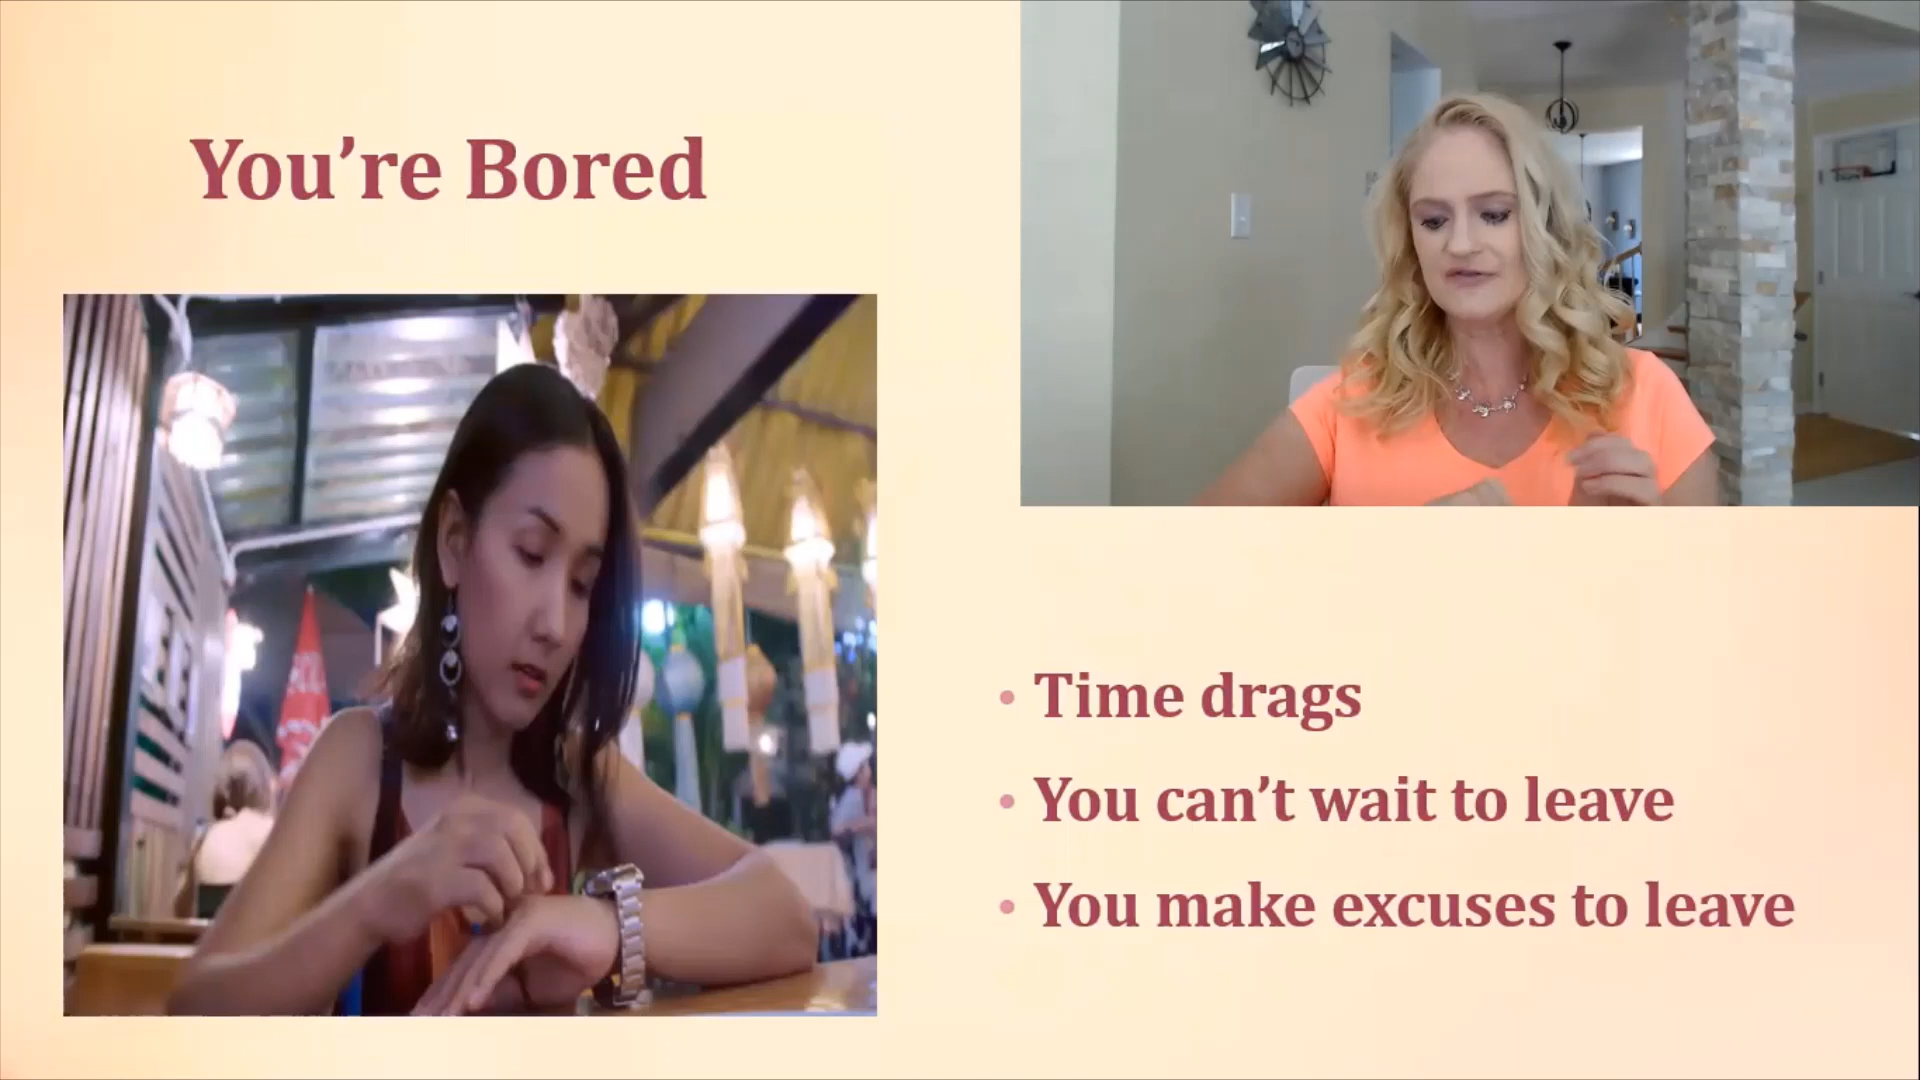 You’re Bored
Time drags
You can’t wait to leave
You make excuses to leave